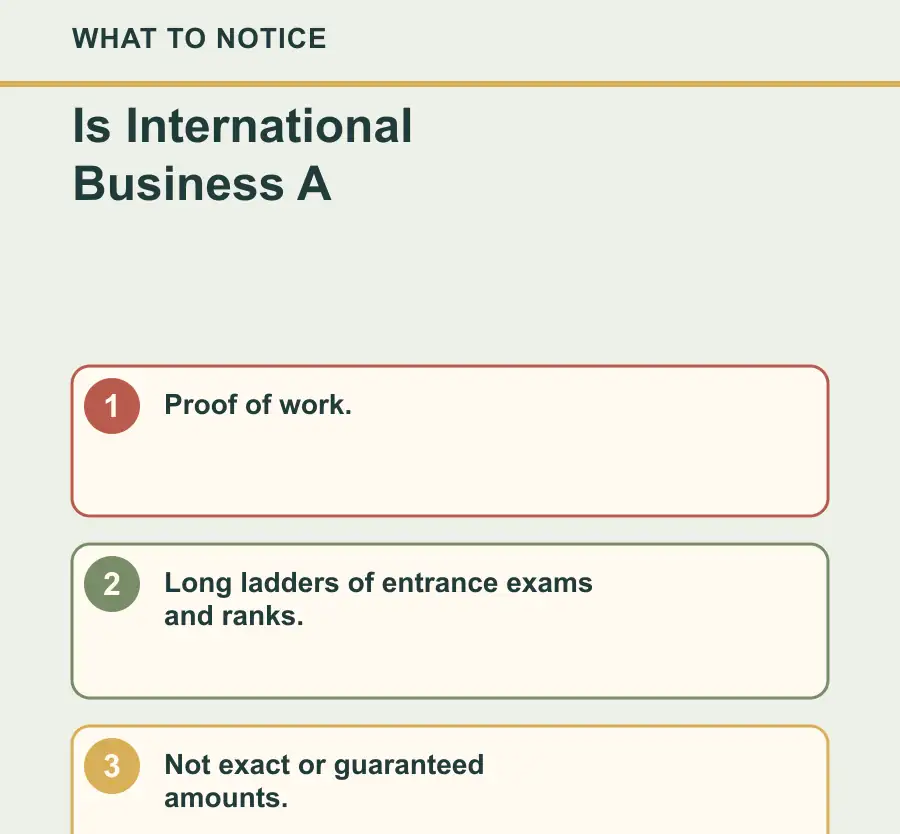 WHAT TO NOTICE
Is International
Business A
1
Proof of work.
2
Long ladders of entrance exams
and ranks.
3
Not exact or guaranteed
amounts.